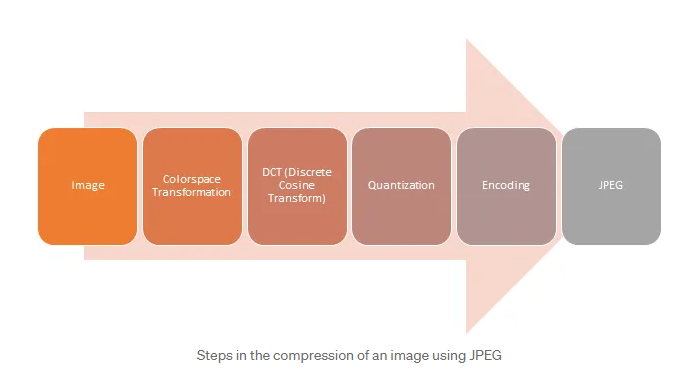 Image
Colorspace
Transformation
DCT (Discrete
Cosine
Transform)
Quantization
Encoding
JPEG
Steps in the compression of an image using JPEG